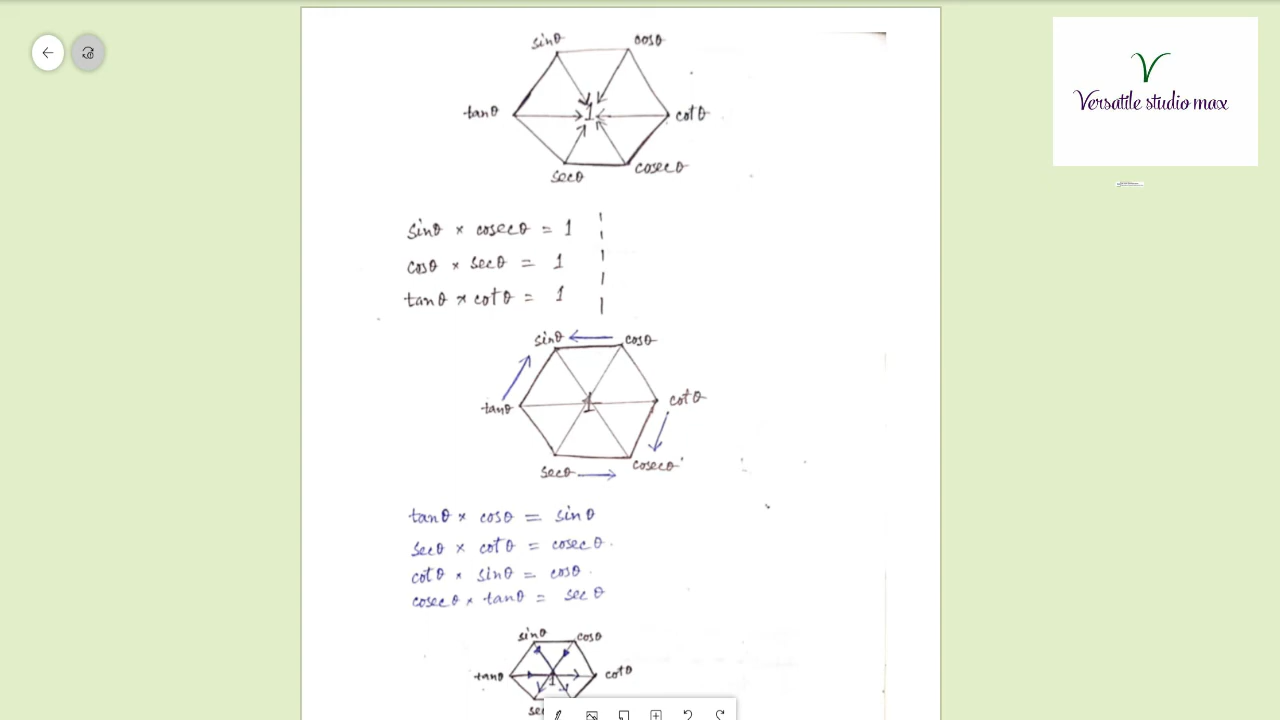 sinθ cosθ
tanθ 1 cotθ
secθ cosecθ
sinθ × cosecθ = 1
cosθ × secθ = 1
tanθ × cotθ = 1
sinθ cosθ
tanθ 1 cotθ
secθ cosecθ
tanθ × cosθ = sinθ
secθ × cotθ = cosecθ.
cotθ × sinθ = cosθ.
cosecθ × tanθ = secθ
sinθ cosθ
tanθ 1 cotθ
V
Versatile studio max